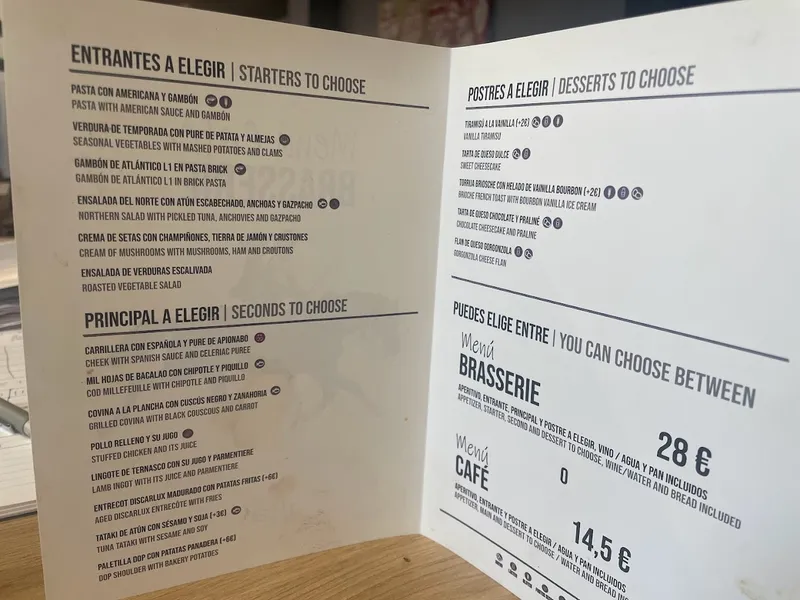 ENTRANTES A ELEGIR | STARTERS TO CHOOSE
PASTA CON AMERICANA Y GAMBÓN
PASTA WITH AMERICAN SAUCE AND GAMBÓN
VERDURA DE TEMPORADA CON PURE DE PATATA Y ALMEJAS
SEASONAL VEGETABLES WITH MASHED POTATOES AND CLAMS
GAMBÓN DE ATLÁNTICO L1 EN PASTA BRICK
GAMBÓN DE ATLÁNTICO L1 IN BRICK PASTA
ENSALADA DEL NORTE CON ATÚN ESCABECHADO, ANCHOAS Y GAZPACHO
NORTHERN SALAD WITH PICKLED TUNA, ANCHOVIES AND GAZPACHO
CREMA DE SETAS CON CHAMPIÑONES, TIERRA DE JAMÓN Y CRUSTONES
CREAM OF MUSHROOMS WITH MUSHROOMS, HAM AND CROUTONS
ENSALADA DE VERDURAS ESCALIVADA
ROASTED VEGETABLE SALAD
PRINCIPAL A ELEGIR | SECONDS TO CHOOSE
CARRILLERA CON ESPAÑOLA Y PURE DE APIONABO
CHEEK WITH SPANISH SAUCE AND CELERIAC PUREE
MIL HOJAS DE BACALAO CON CHIPOTLE Y PIQUILLO
COD MILLEFEUILLE WITH CHIPOTLE AND PIQUILLO
COVINA A LA PLANCHA CON CUSCÚS NEGRO Y ZANAHORIA
GRILLED COVINA WITH BLACK COUSCOUS AND CARROT
POLLO RELLENO Y SU JUGO
STUFFED CHICKEN AND ITS JUICE
LINGOTE DE TERNASCO CON SU JUGO Y PARMENTIERE
LAMB INGOT WITH ITS JUICE AND PARMENTIERE
ENTRECOT DISCARLUX MADURADO CON PATATAS FRITAS (+6€)
AGED DISCARLUX ENTRECÔTE WITH FRIES
TATAKI DE ATÚN CON SÉSAMO Y SOJA (+3€)
TUNA TATAKI WITH SESAME AND SOY
PALETILLA DOP CON PATATAS PANADERA (+6€)
DOP SHOULDER WITH BAKERY POTATOES
POSTRES A ELEGIR | DESSERTS TO CHOOSE
TIRAMISÚ A LA VAINILLA (+2€)
VANILLA TIRAMISU
TARTA DE QUESO DULCE
SWEET CHEESECAKE
TORRIJA BRIOSCHE CON HELADO DE VAINILLA BOURBON (+2€)
BRIOCHE FRENCH TOAST WITH BOURBON VANILLA ICE CREAM
TARTA DE QUESO CHOCOLATE Y PRALINÉ
CHOCOLATE CHEESECAKE AND PRALINE
FLAN DE QUESO GORGONZOLA
GORGONZOLA CHEESE FLAN
PUEDES ELIGE ENTRE | YOU CAN CHOOSE BETWEEN
Menú
BRASSERIE
28 €
APERITIVO, ENTRANTE, PRINCIPAL Y POSTRE A ELEGIR, VINO / AGUA Y PAN INCLUIDOS
APPETIZER, STARTER, SECOND AND DESSERT TO CHOOSE, WINE/WATER AND BREAD INCLUDED
O
Menú
CAFÉ
14,5 €
APERITIVO, ENTRANTE Y POSTRE A ELEGIR / AGUA Y PAN INCLUIDOS
APPETIZER, MAIN AND DESSERT TO CHOOSE / WATER AND BREAD